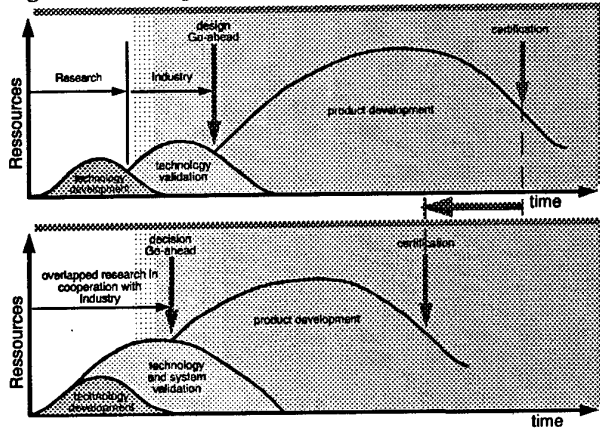 design
Go-ahead
certification
Research
Industry
product development
technology
validation
technology
development
Ressources
time
decision
Go-ahead
certification
overlapped research in
cooperation with
Industry
product development
technology
and system
validation
technology
development
Ressources
time